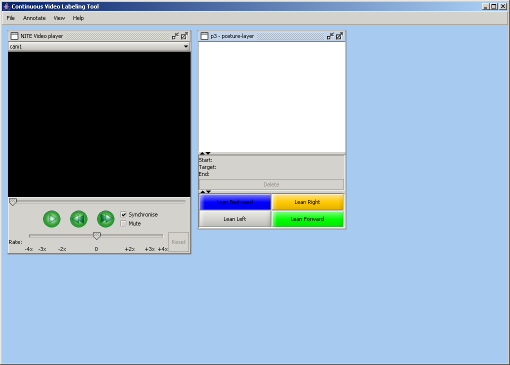 Continuous Video Labeling Tool
File Annotate View Help
NITE Video player
cam1
Synchronise
Mute
Rate:
Reset
-4x -3x -2x 0 +2x +3x +4x
p3 - posture-layer
Start:
Target:
End:
Delete
Lean Backward Lean Right
Lean Left Lean Forward